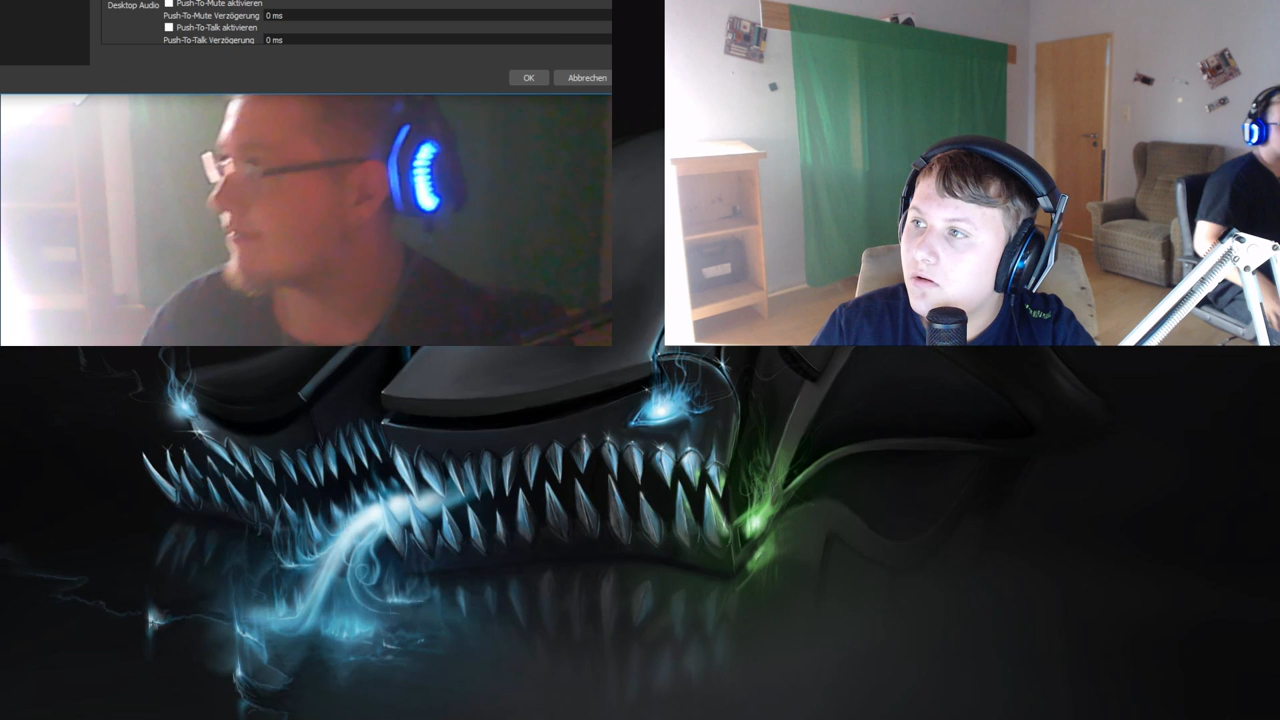 Push-To-Mute aktivieren
Desktop Audio
Push-To-Mute Verzögerung 0 ms
Push-To-Talk aktivieren
Push-To-Talk Verzögerung 0 ms
OK Abbrechen